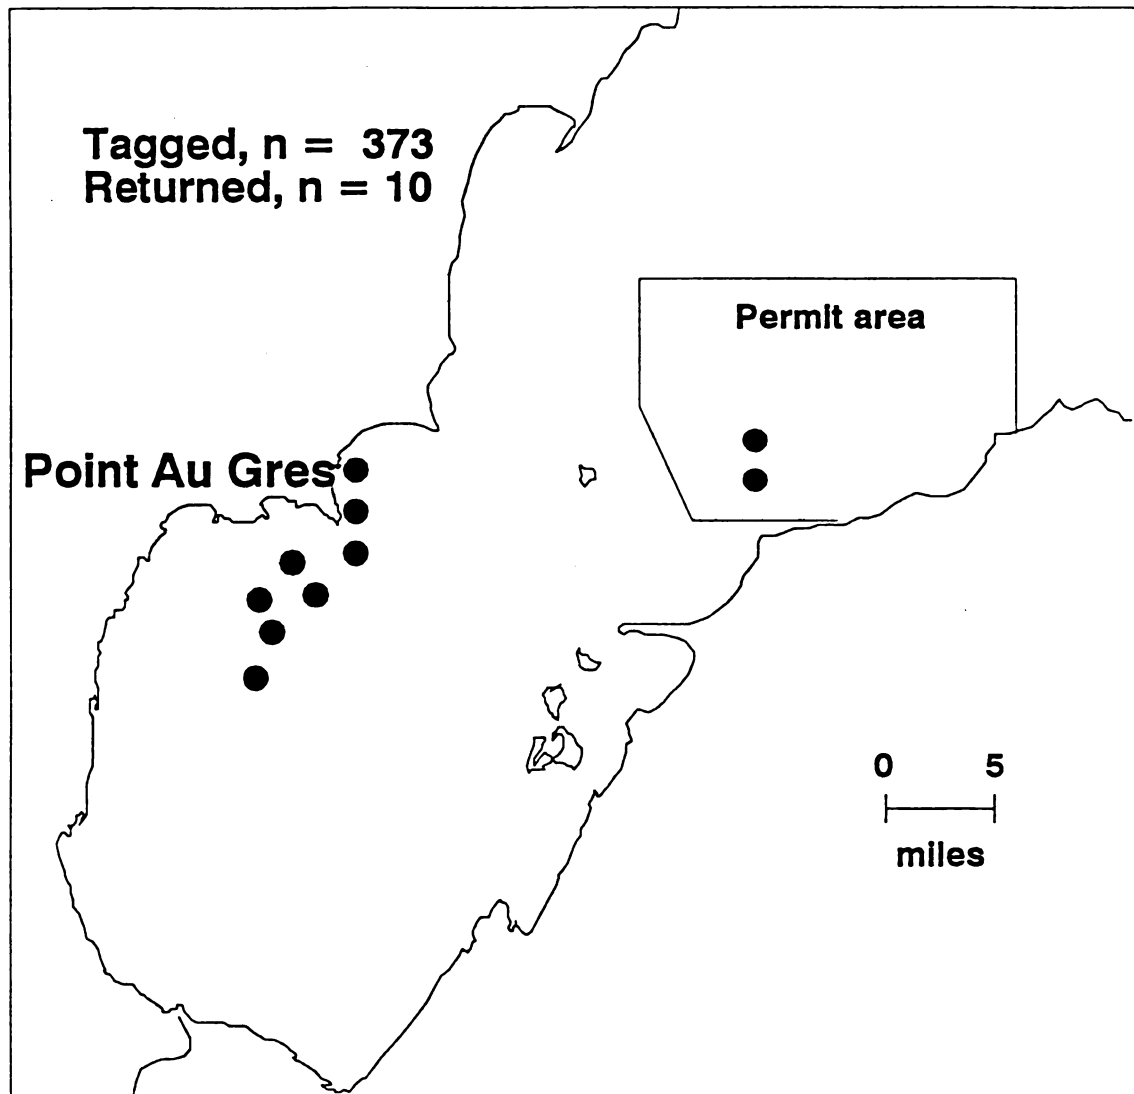 Tagged, n = 373
Returned, n = 10
Permit area
Point Au Gres
0 5
miles